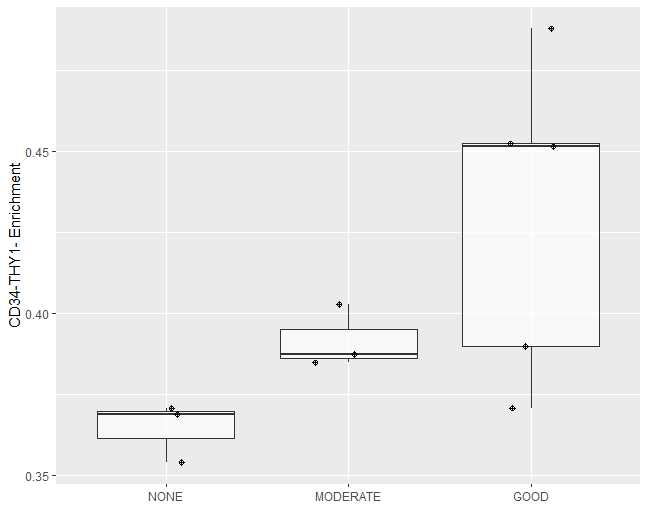 CD34-THY1- Enrichment
0.45
0.40
0.35
NONE
MODERATE
GOOD